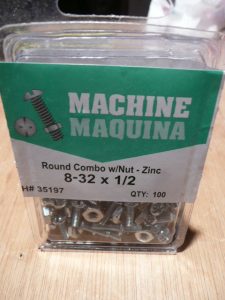 MACHINE
MAQUINA
Round Combo w/Nut - Zinc
8-32 x 1/2
H# 35197
QTY: 100